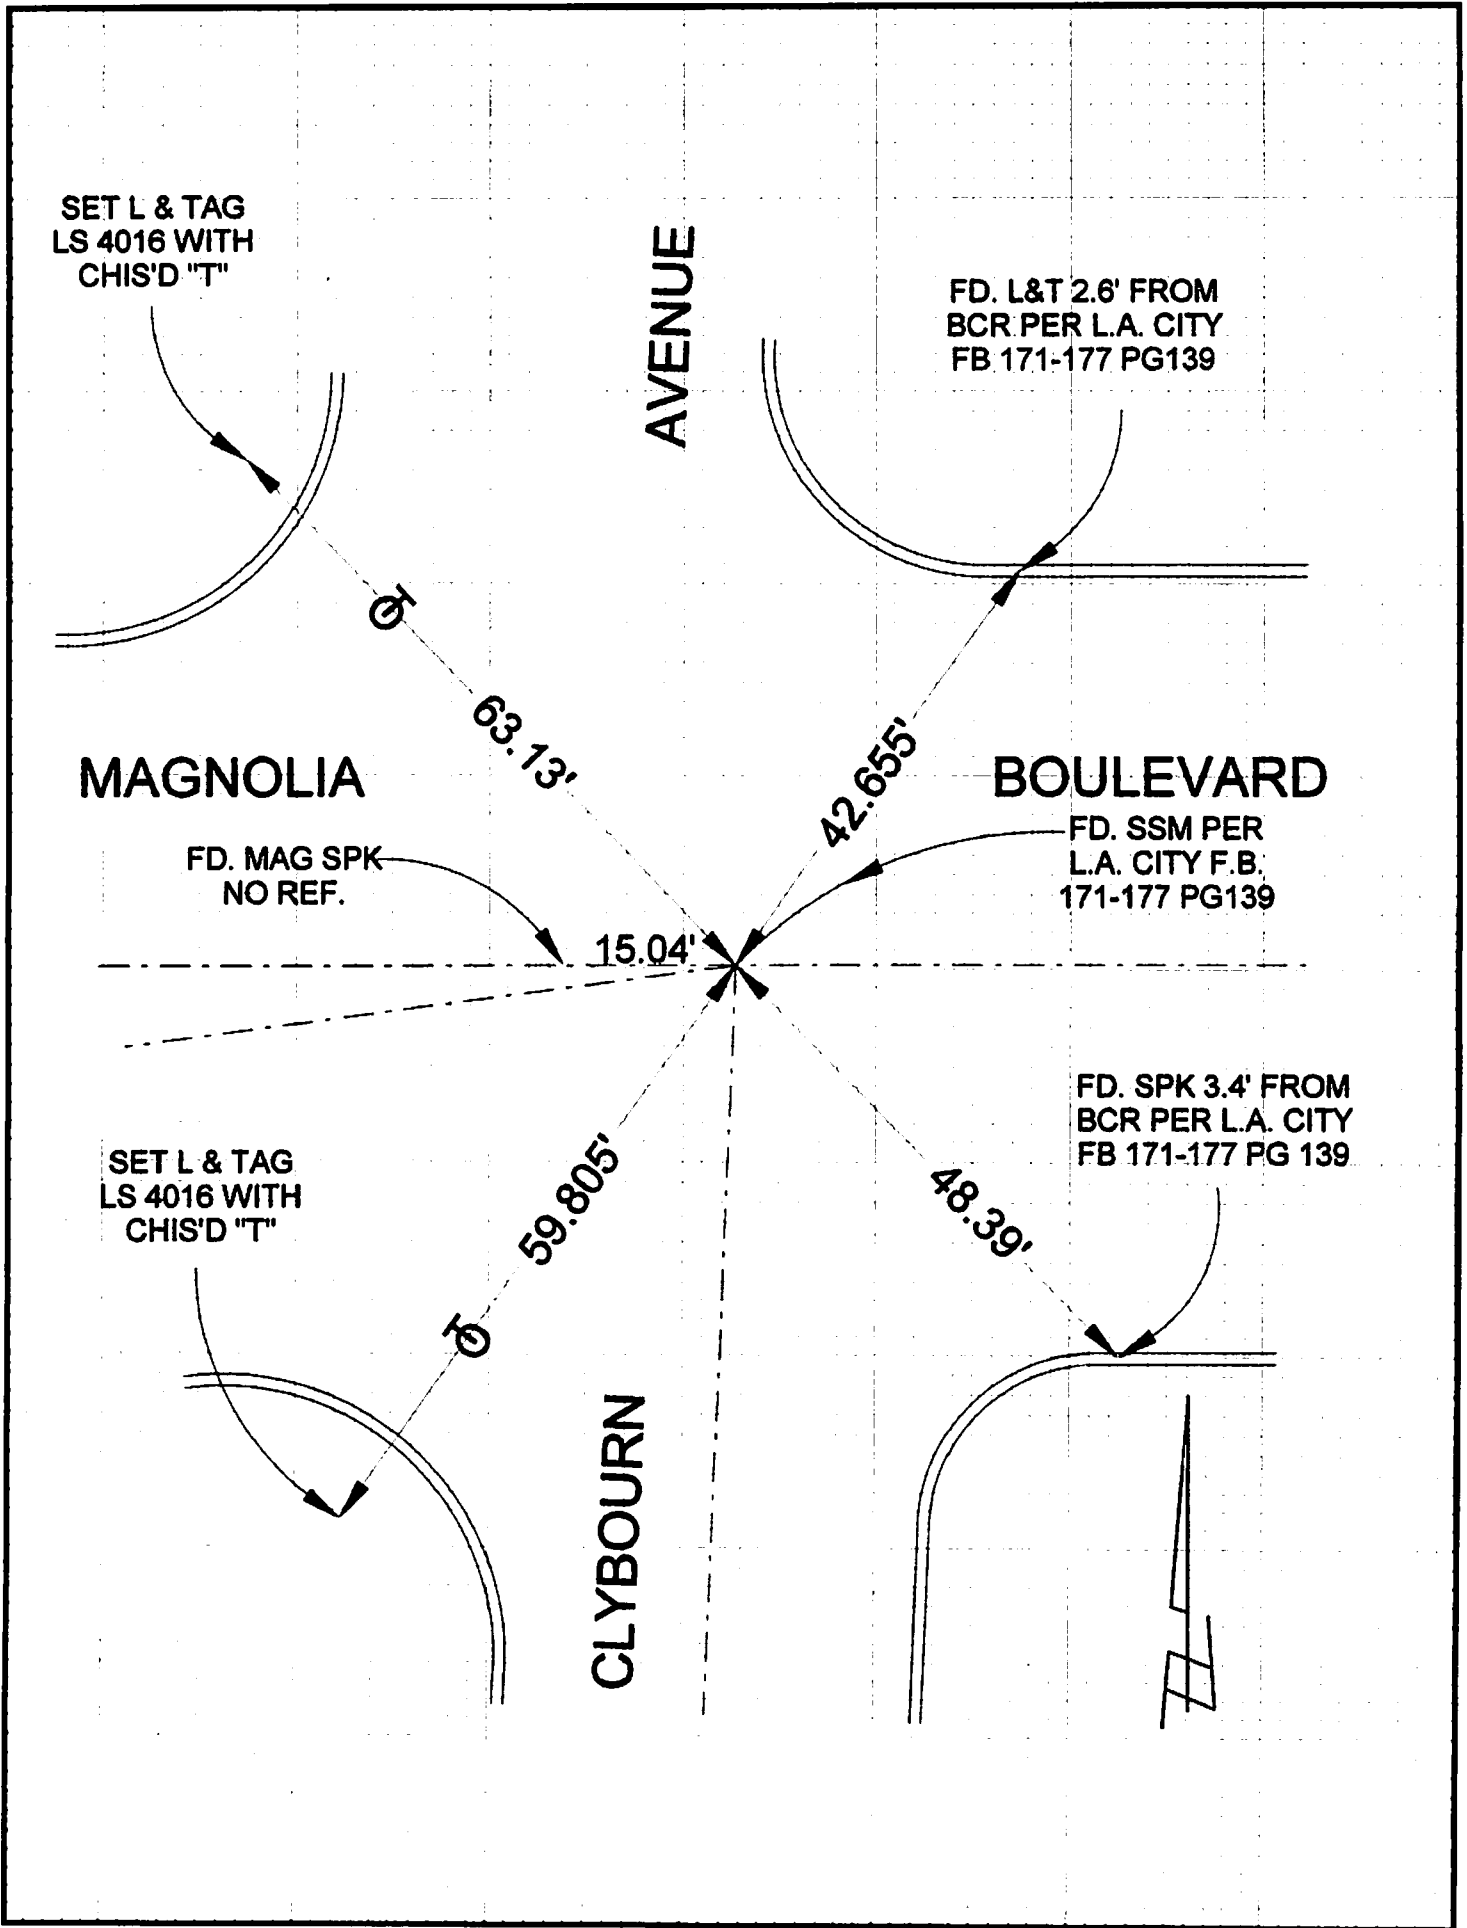 SET L & TAG
LS 4016 WITH
CHIS'D "T"
AVENUE
FD. L&T 2.6' FROM
BCR PER L.A. CITY
FB 171-177 PG139
63.13'
42.655'
MAGNOLIA
BOULEVARD
FD. MAG SPK
NO REF.
FD. SSM PER
L.A. CITY F.B.
171-177 PG139
15.04'
FD. SPK 3.4' FROM
BCR PER L.A. CITY
FB 171-177 PG 139
SET L & TAG
LS 4016 WITH
CHIS'D "T"
59.805'
48.39'
CLYBOURN